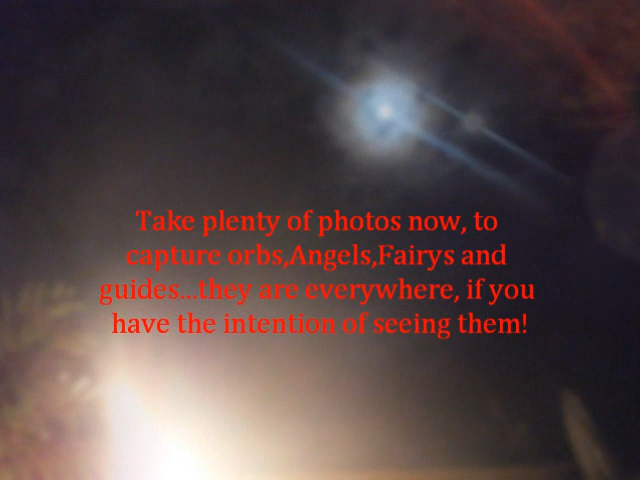 Take plenty of photos now, to
capture orbs,Angels,Fairys and
guides...they are everywhere, if you
have the intention of seeing them!